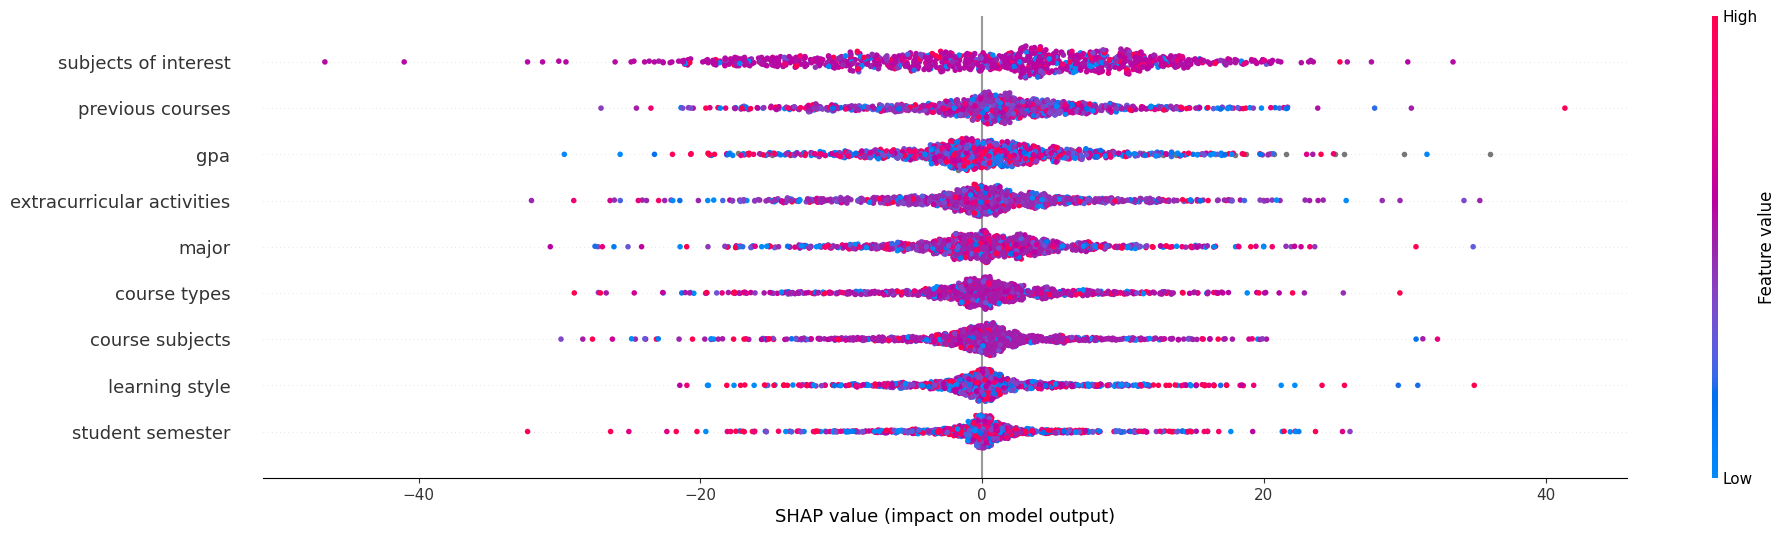 High
subjects of interest
previous courses
gpa
extracurricular activities
major
course types
course subjects
learning style
student semester
Feature value
Low
−40
−20
0
20
40
SHAP value (impact on model output)